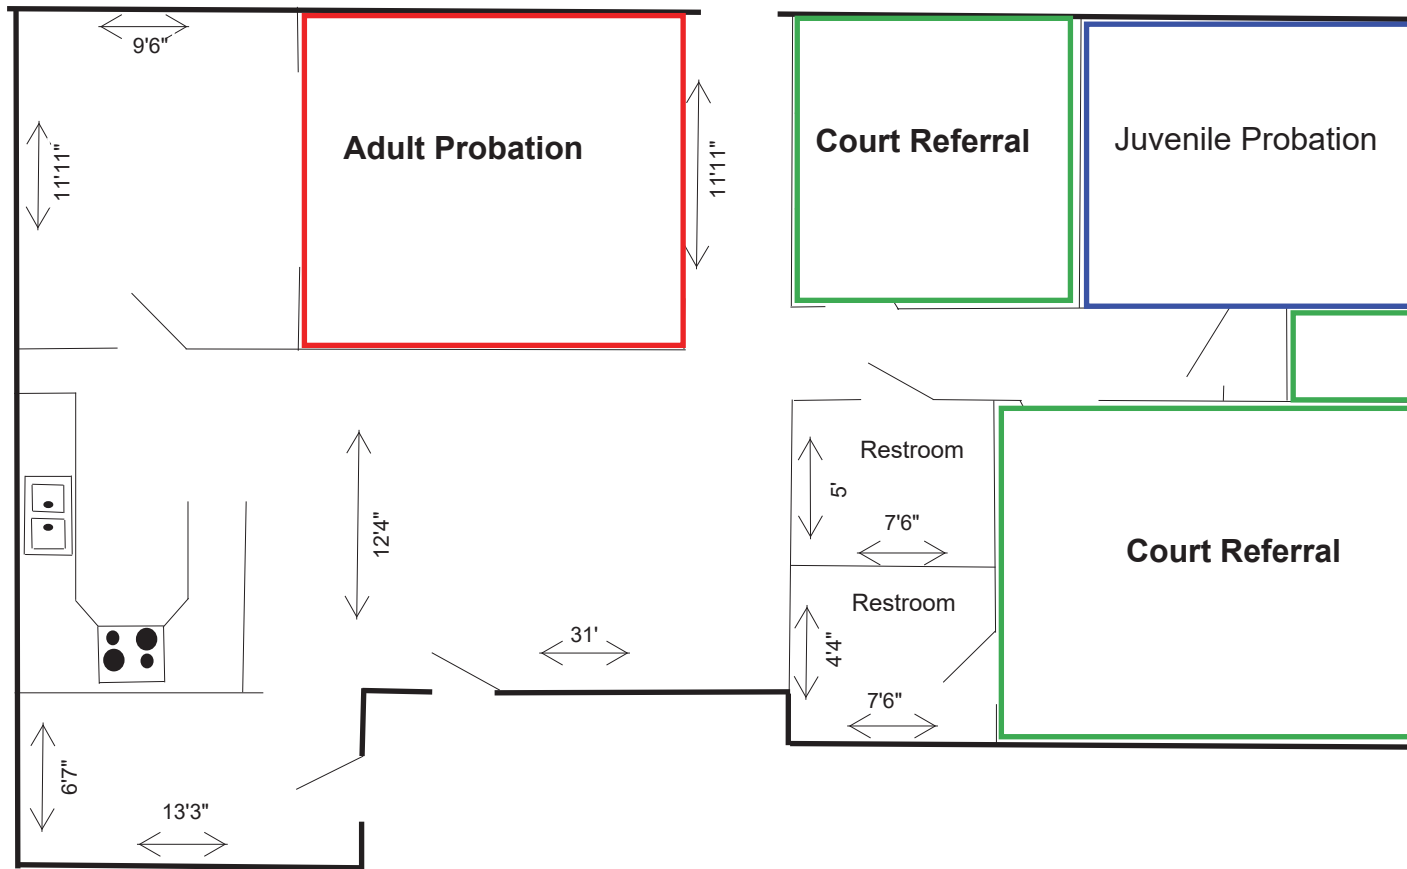 9'6"
Adult Probation
Court Referral
Juvenile Probation
11'11"
11'11"
Restroom
5'
7'6"
12'4"
Court Referral
Restroom
31'
4'4"
7'6"
6'7"
13'3"